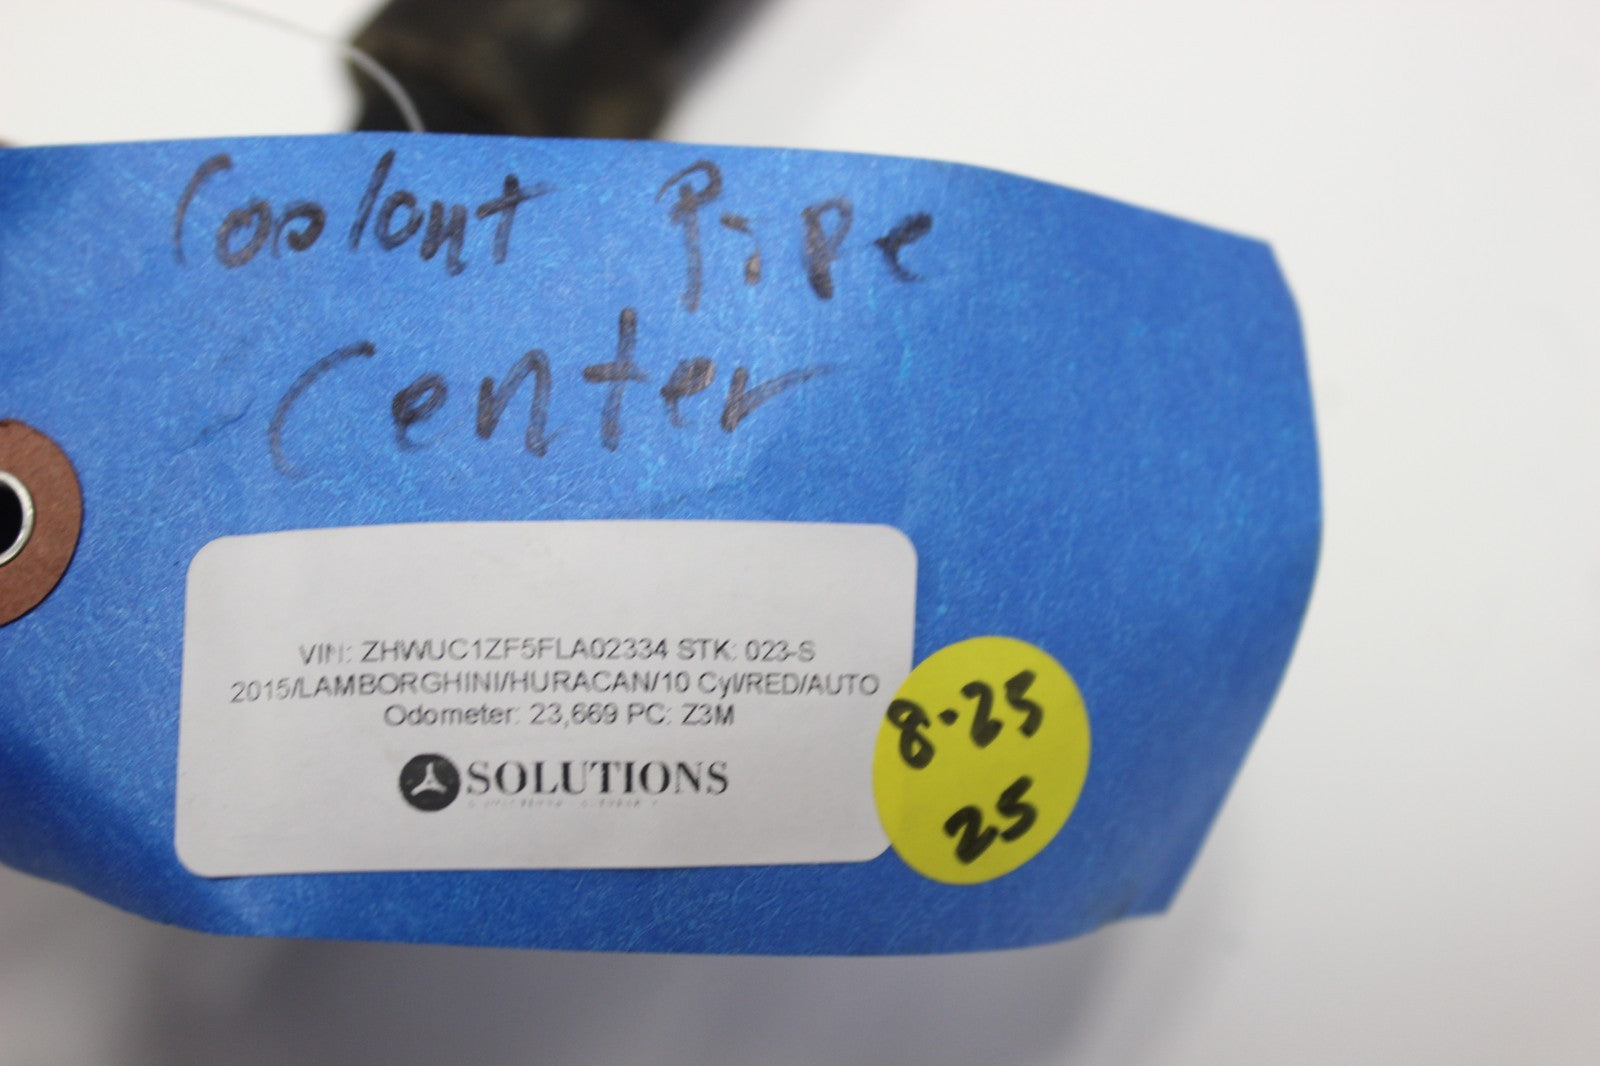 Coolant Pipe
Center
VIN: ZHWUC1ZF5FLA02334 STK: 023-S
2015/LAMBORGHINI/HURACAN/10 Cyl/RED/AUTO
Odometer: 23,669 PC: Z3M
SOLUTIONS
8-25
25